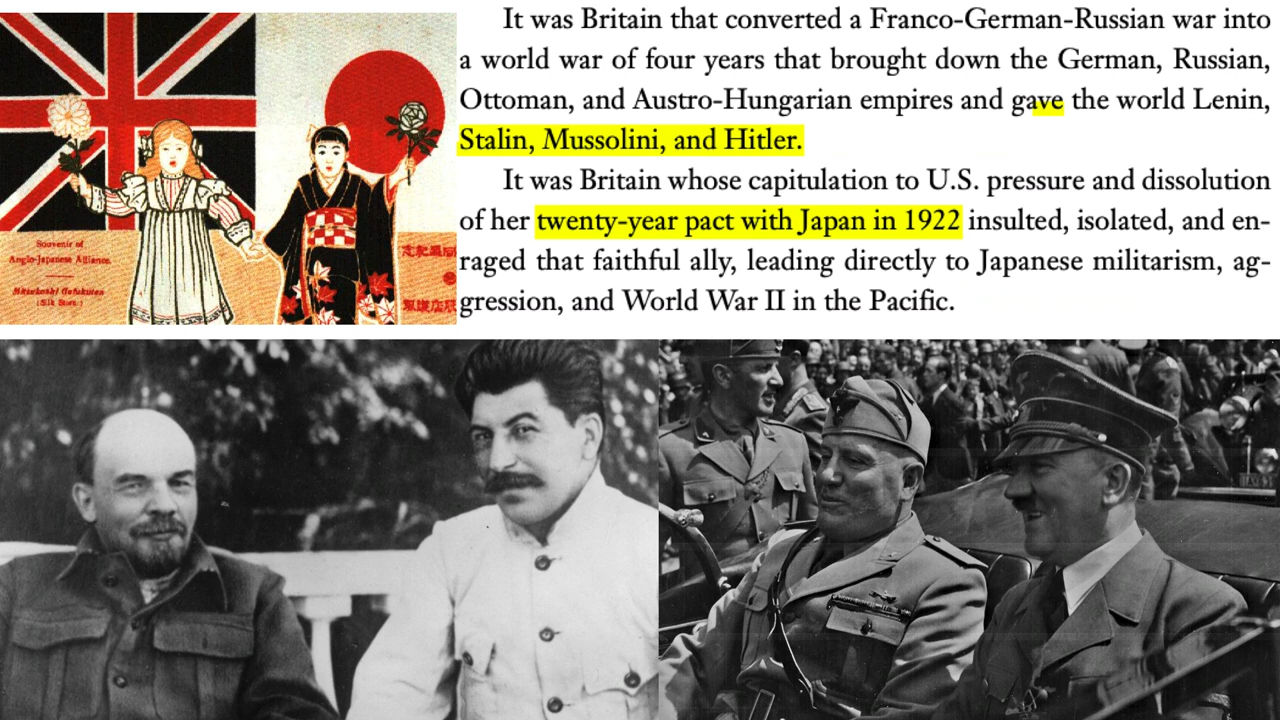 Souvenir of
Anglo-Japanese Alliance.
Mitsukoshi Gofukuten
(Silk Store.)
It was Britain that converted a Franco-German-Russian war into
a world war of four years that brought down the German, Russian,
Ottoman, and Austro-Hungarian empires and gave the world Lenin,
Stalin, Mussolini, and Hitler.
It was Britain whose capitulation to U.S. pressure and dissolution
of her twenty-year pact with Japan in 1922 insulted, isolated, and en-
raged that faithful ally, leading directly to Japanese militarism, ag-
gression, and World War II in the Pacific.